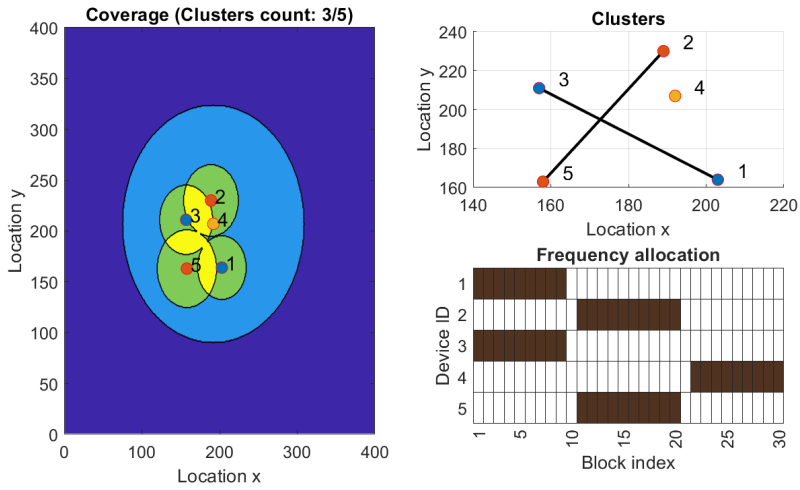 Coverage (Clusters count: 3/5)
400
350
300
250
200
150
100
50
0
0 100 200 300 400
Location x
Location y
2
3
4
5
1
Clusters
240
220
200
180
160
140 160 180 200 220
Location x
Location y
2
3
4
5
1
Frequency allocation
1
2
3
4
5
Device ID
1 5 10 15 20 25 30
Block index